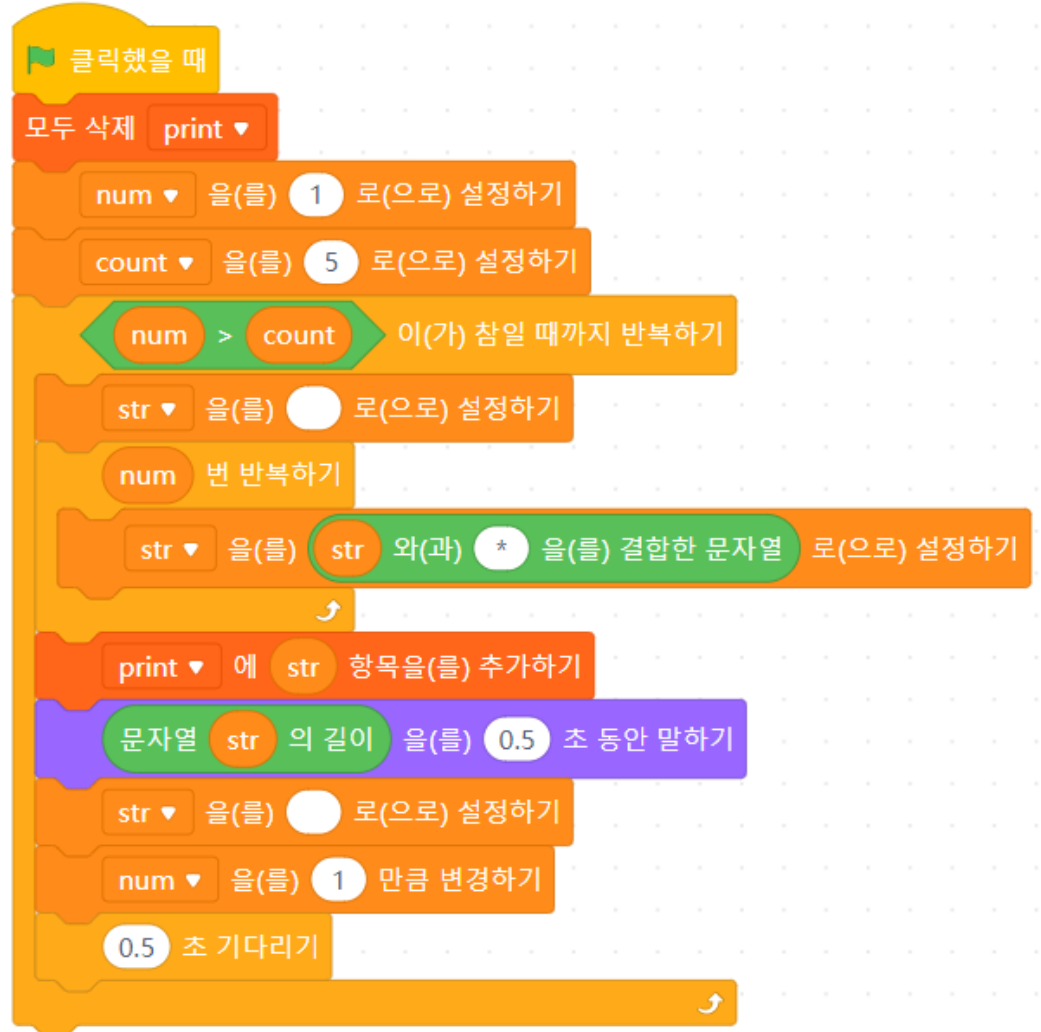 클릭했을 때
모두 삭제 print
num 을(를) 1 로(으로) 설정하기
count 을(를) 5 로(으로) 설정하기
num > count 이(가) 참일 때까지 반복하기
str 을(를) 로(으로) 설정하기
num 번 반복하기
str 을(를) str 와(과) * 을(를) 결합한 문자열 로(으로) 설정하기
print 에 str 항목을(를) 추가하기
문자열 str 의 길이 을(를) 0.5 초 동안 말하기
str 을(를) 로(으로) 설정하기
num 을(를) 1 만큼 변경하기
0.5 초 기다리기